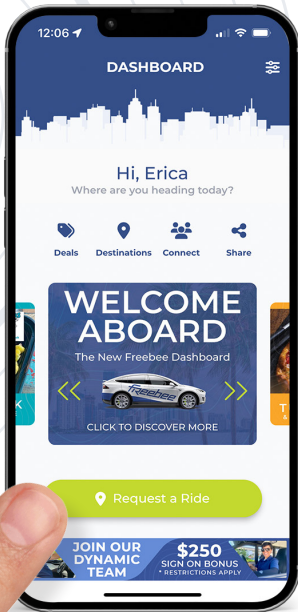 12:06
DASHBOARD
Hi, Erica
Where are you heading today?
Deals Destinations Connect Share
WELCOME
ABOARD
The New Freebee Dashboard
freebee
CLICK TO DISCOVER MORE
K
T
&
Request a Ride
JOIN OUR
DYNAMIC
TEAM
$250
SIGN ON BONUS
* RESTRICTIONS APPLY